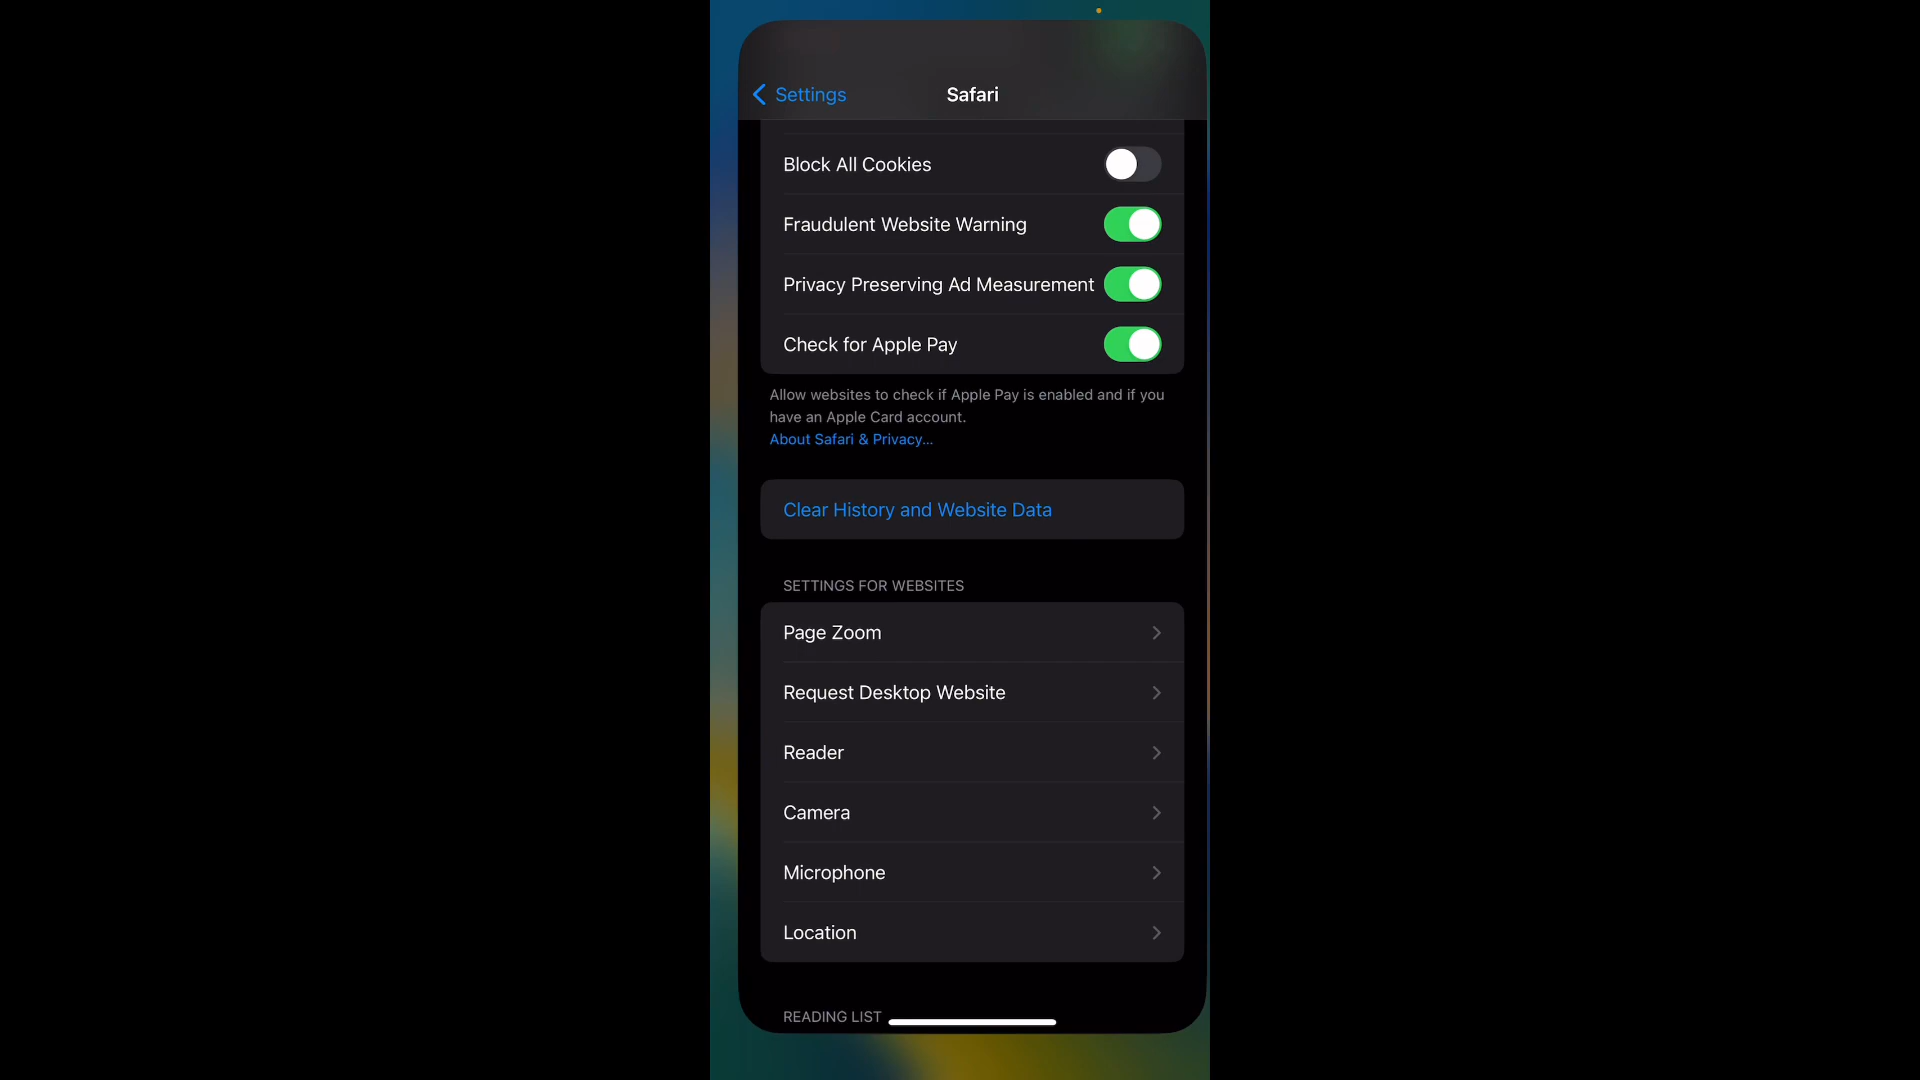 Settings
Safari
Block All Cookies
Fraudulent Website Warning
Privacy Preserving Ad Measurement
Check for Apple Pay
Allow websites to check if Apple Pay is enabled and if you
have an Apple Card account.
About Safari & Privacy...
Clear History and Website Data
SETTINGS FOR WEBSITES
Page Zoom
Request Desktop Website
Reader
Camera
Microphone
Location
READING LIST